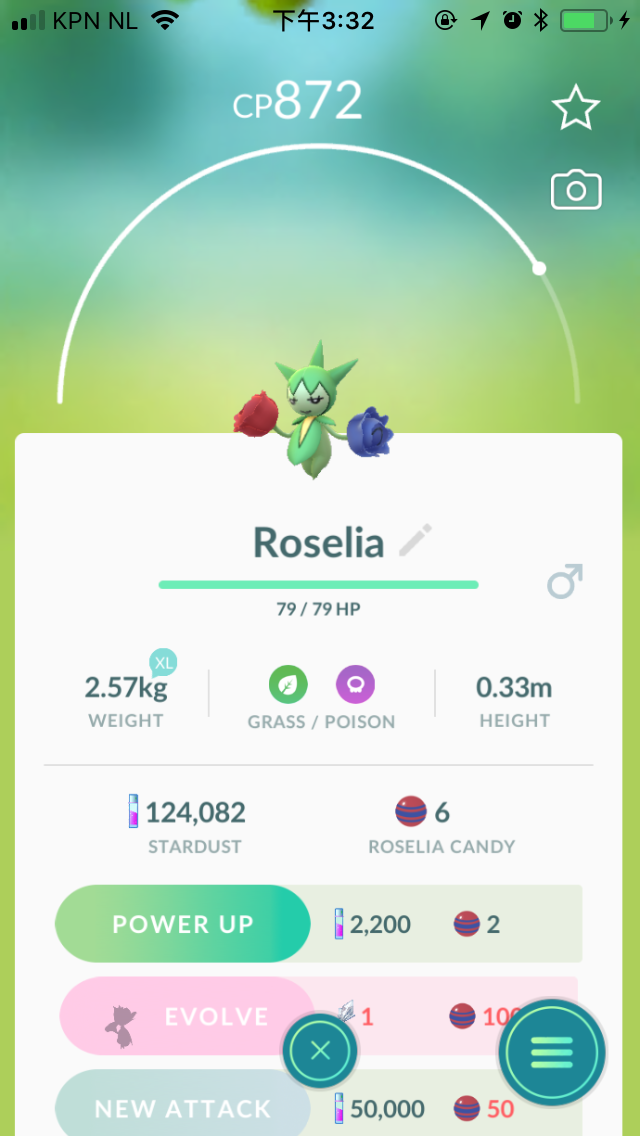 KPN NL 下午3:32
CP872
Roselia
79 / 79 HP
XL
2.57kg
WEIGHT
GRASS / POISON
0.33m
HEIGHT
124,082
STARDUST
6
ROSELIA CANDY
POWER UP 2,200 2
EVOLVE 1 100
NEW ATTACK 50,000 50